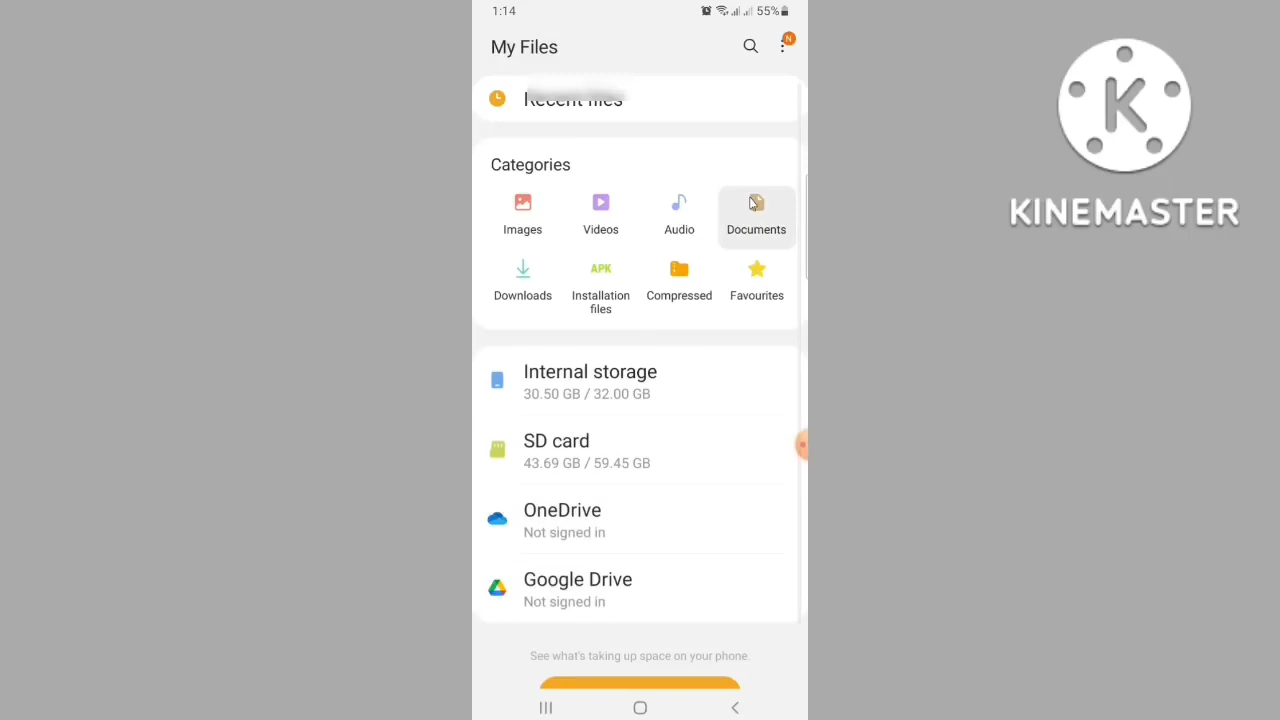 1:14
55%
My Files
N
Recent files
Categories
Images
Videos
Audio
Documents
Downloads
APK
Installation files
Compressed
Favourites
Internal storage
30.50 GB / 32.00 GB
SD card
43.69 GB / 59.45 GB
OneDrive
Not signed in
Google Drive
Not signed in
See what's taking up space on your phone.
K
KINEMASTER